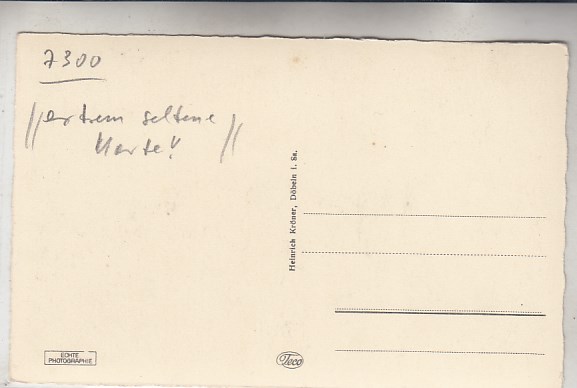 7300
//extrem seltene
Karte! //
Heinrich Kröner, Döbeln i. Sa.
ECHTE
PHOTOGRAPHIE
Teco